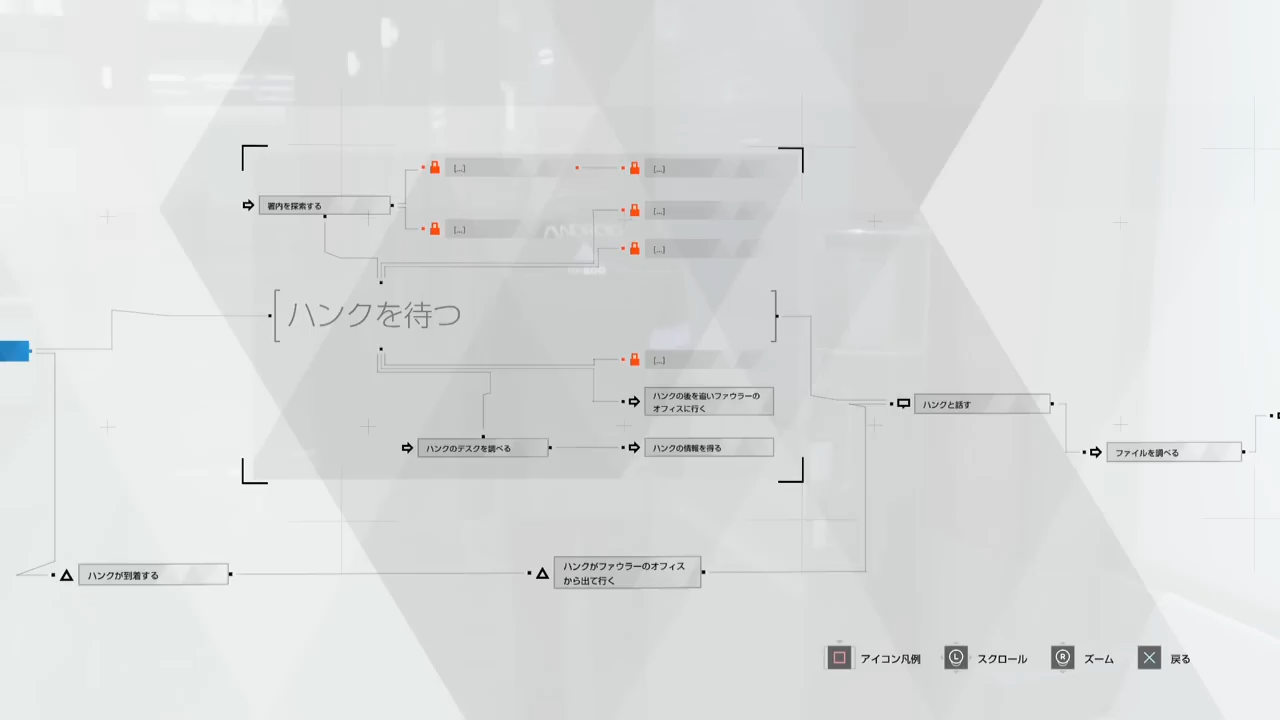 [...]
[...]
署内を探索する
[...]
[...]
[...]
ハンクを待つ
[...]
ハンクの後を追いファウラーの
オフィスに行く
ハンクと話す
ハンクのデスクを調べる
ハンクの情報を得る
ファイルを調べる
ハンクが到着する
ハンクがファウラーのオフィス
から出て行く
アイコン凡例
L スクロール
R ズーム
戻る